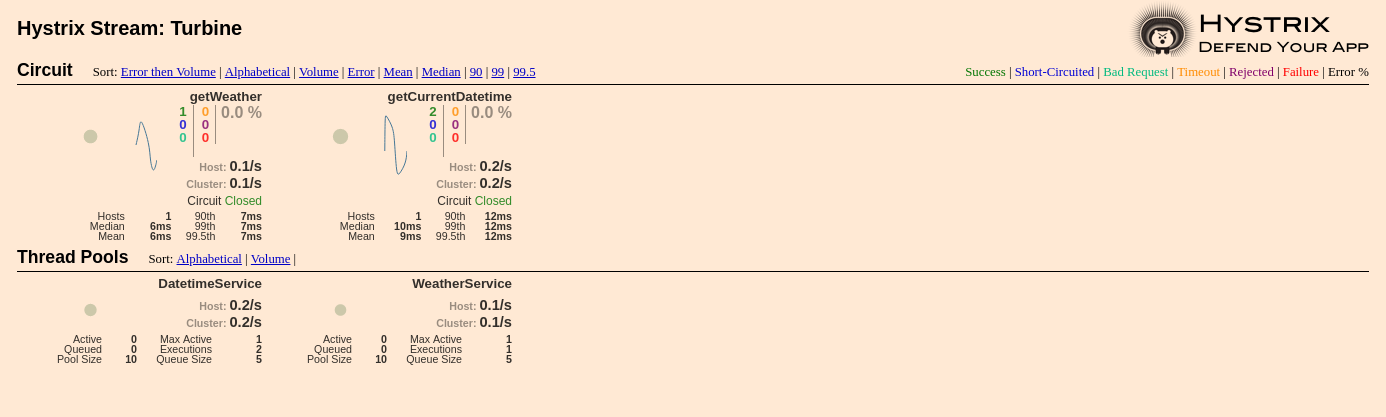 Hystrix Stream: Turbine
HYSTRIX
DEFEND YOUR APP
Circuit Sort: Error then Volume | Alphabetical | Volume | Error | Mean | Median | 90 | 99 | 99.5
Success | Short-Circuited | Bad Request | Timeout | Rejected | Failure | Error %
getWeather
1 0 0.0 %
0 0
0 0
Host: 0.1/s
Cluster: 0.1/s
Circuit Closed
Hosts 1 90th 7ms
Median 6ms 99th 7ms
Mean 6ms 99.5th 7ms
getCurrentDatetime
2 0 0.0 %
0 0
0 0
Host: 0.2/s
Cluster: 0.2/s
Circuit Closed
Hosts 1 90th 12ms
Median 10ms 99th 12ms
Mean 9ms 99.5th 12ms
Thread Pools Sort: Alphabetical | Volume |
DatetimeService
Host: 0.2/s
Cluster: 0.2/s
Active 0 Max Active 1
Queued 0 Executions 2
Pool Size 10 Queue Size 5
WeatherService
Host: 0.1/s
Cluster: 0.1/s
Active 0 Max Active 1
Queued 0 Executions 1
Pool Size 10 Queue Size 5